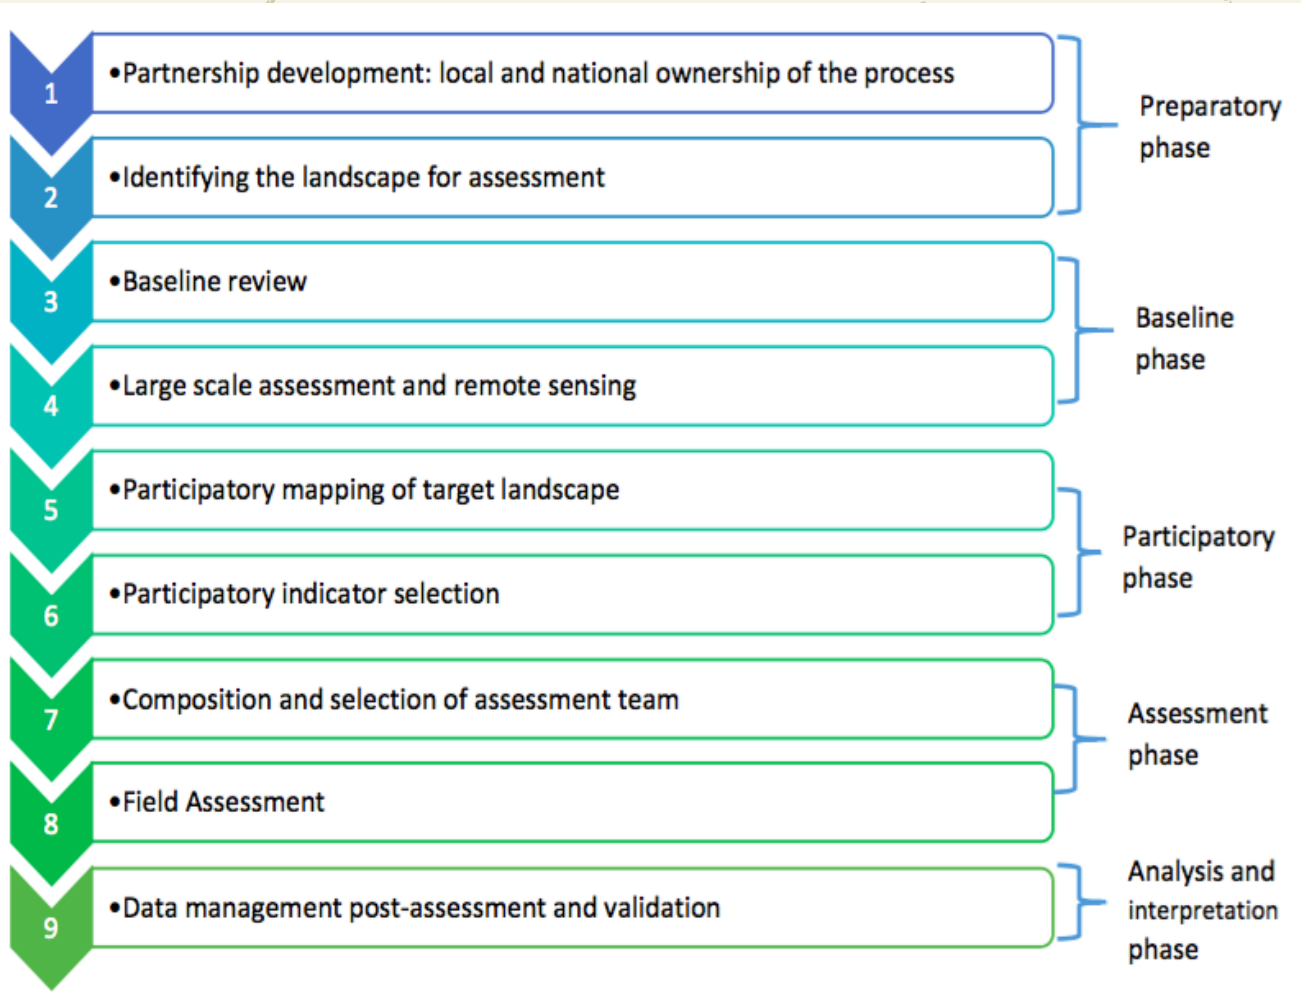 1
•Partnership development: local and national ownership of the process
Preparatory
phase
2
•Identifying the landscape for assessment
3
•Baseline review
Baseline
phase
4
•Large scale assessment and remote sensing
5
•Participatory mapping of target landscape
Participatory
phase
6
•Participatory indicator selection
7
•Composition and selection of assessment team
Assessment
phase
8
•Field Assessment
9
•Data management post-assessment and validation
Analysis and
interpretation
phase